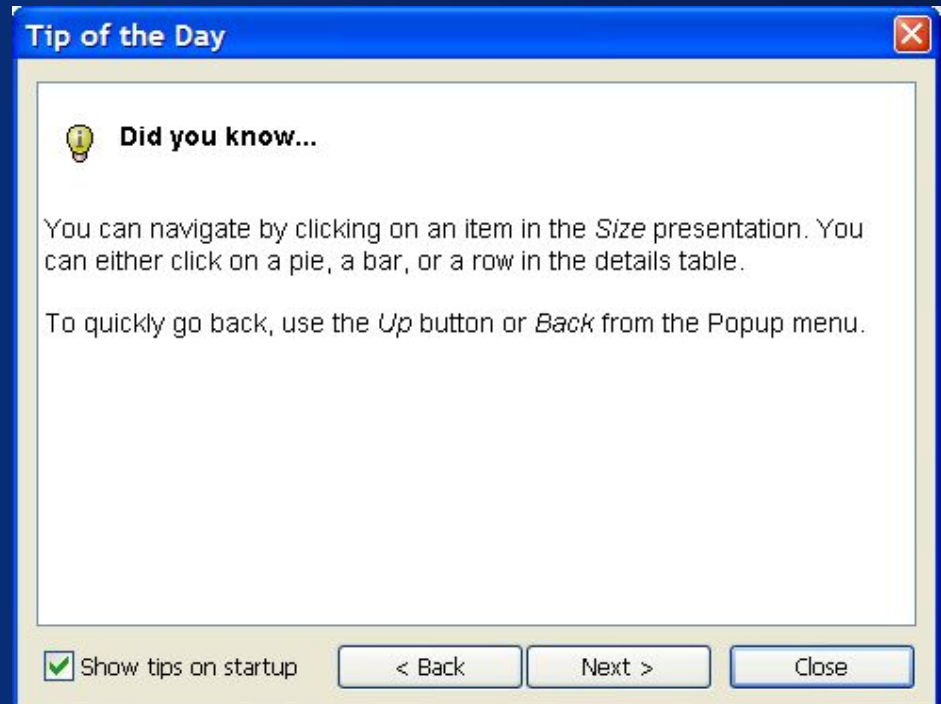 Tip of the Day
Did you know...
You can navigate by clicking on an item in the Size presentation. You
can either click on a pie, a bar, or a row in the details table.
To quickly go back, use the Up button or Back from the Popup menu.
Show tips on startup
< Back
Next >
Close